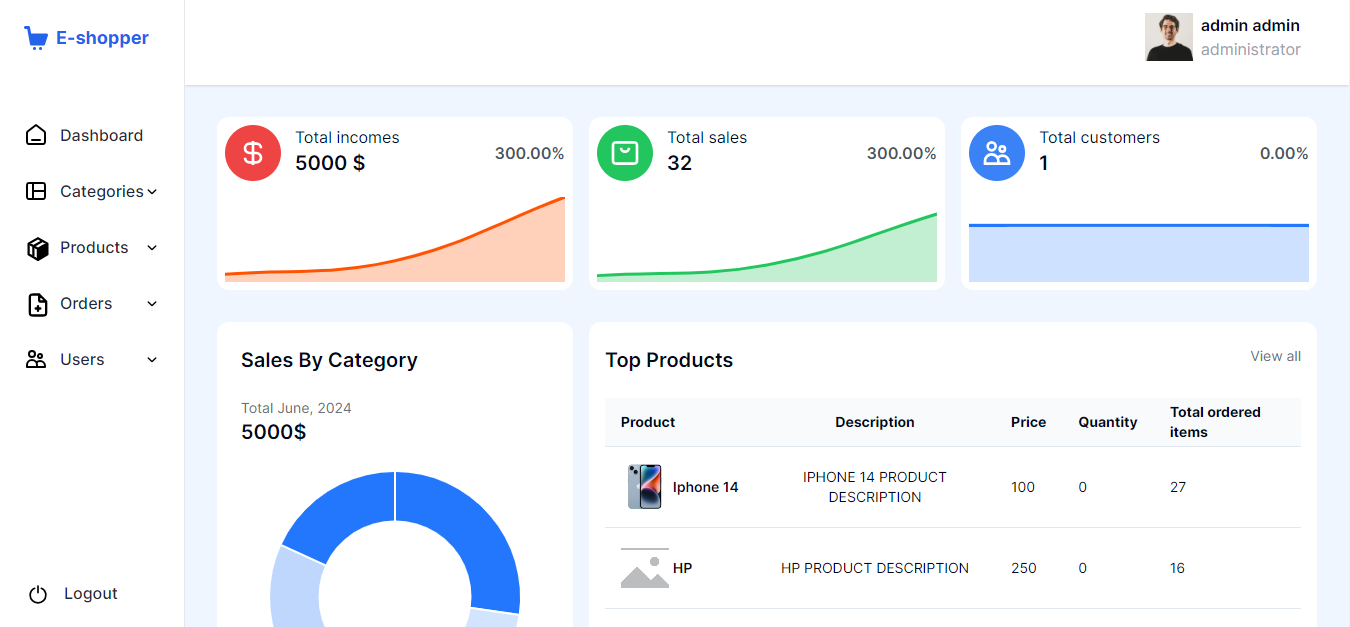 E-shopper
admin admin
administrator
Dashboard
Categories
Products
Orders
Users
Logout
Total incomes
5000 $
300.00%
Total sales
32
300.00%
Total customers
1
0.00%
Sales By Category
Total June, 2024
5000$
Top Products
View all
Product Description Price Quantity Total ordered
items
Iphone 14 IPHONE 14 PRODUCT
DESCRIPTION 100 0 27
HP HP PRODUCT DESCRIPTION 250 0 16